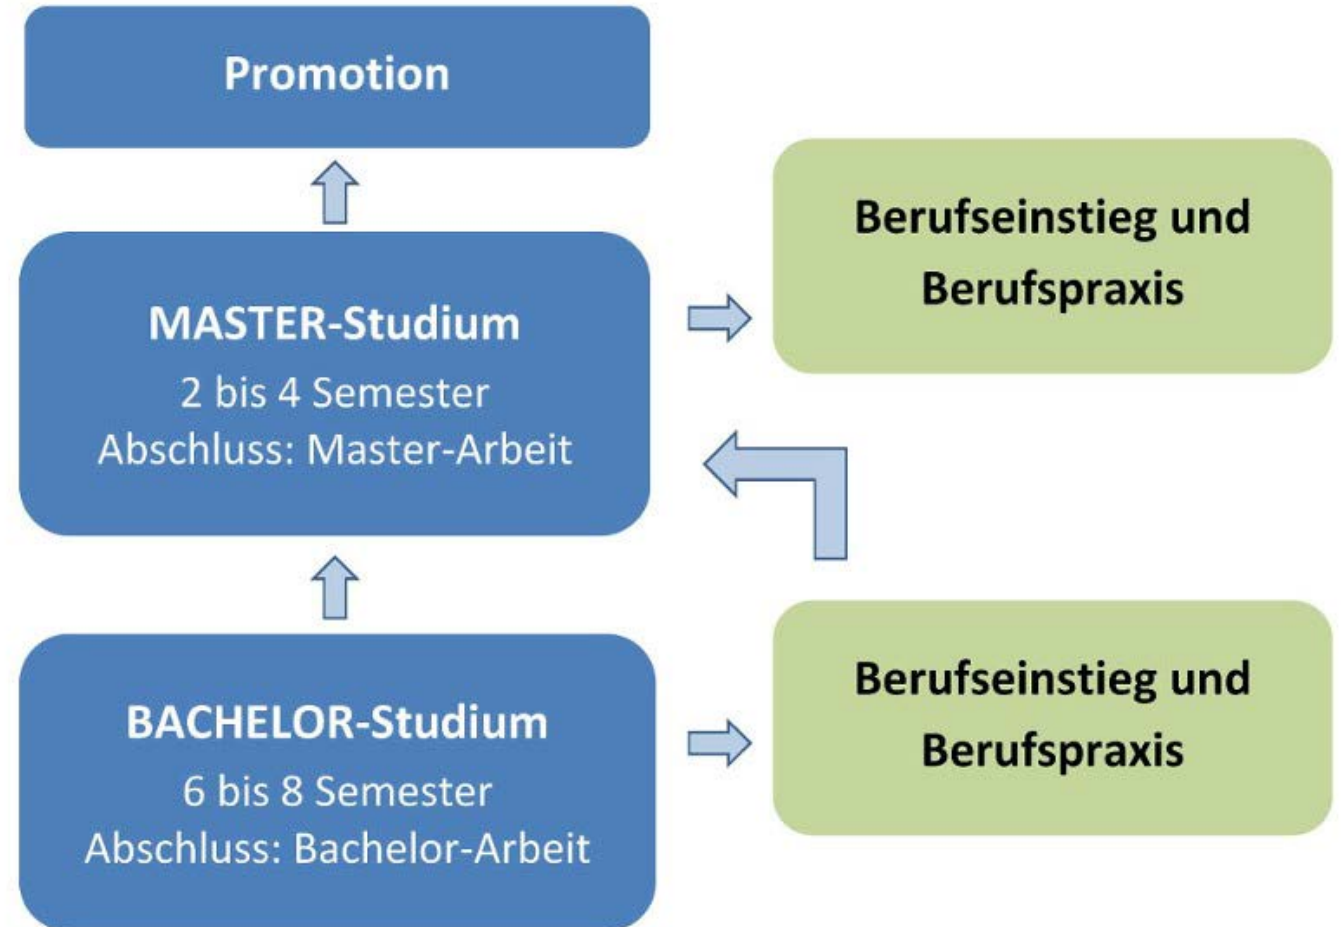 Promotion
MASTER-Studium
2 bis 4 Semester
Abschluss: Master-Arbeit
Berufseinstieg und
Berufspraxis
BACHELOR-Studium
6 bis 8 Semester
Abschluss: Bachelor-Arbeit
Berufseinstieg und
Berufspraxis